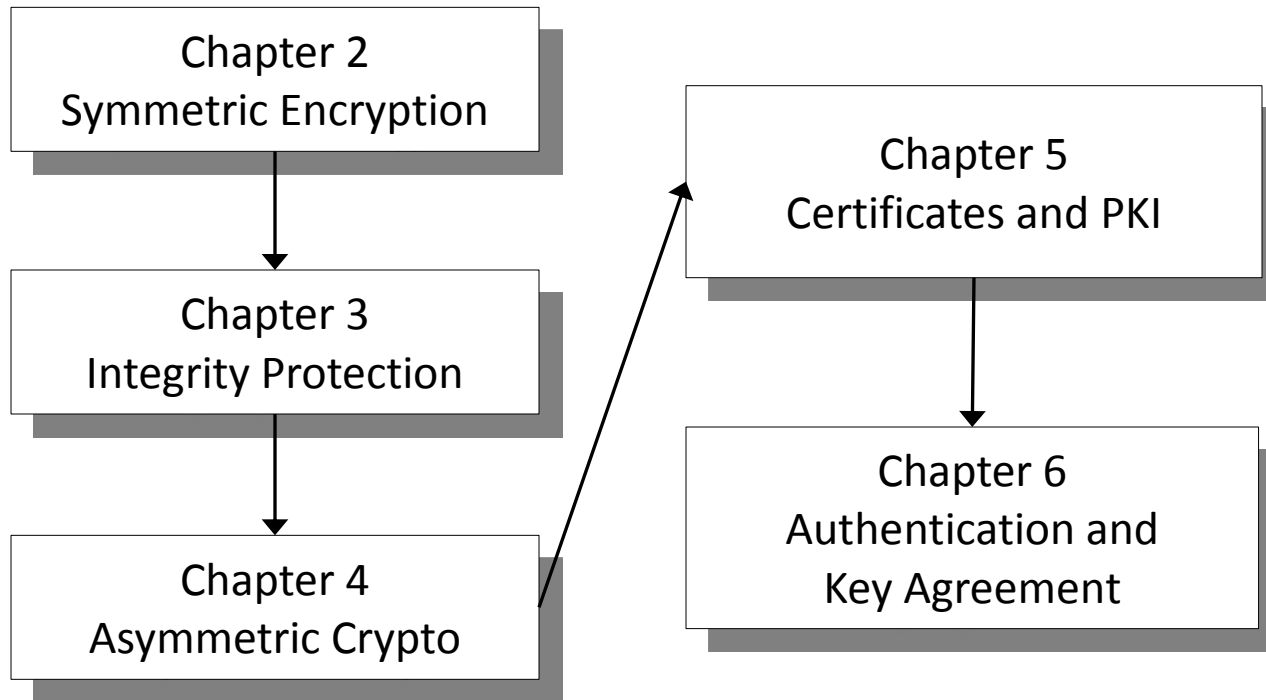 Chapter 2
Symmetric Encryption
Chapter 3
Integrity Protection
Chapter 4
Asymmetric Crypto
Chapter 5
Certificates and PKI
Chapter 6
Authentication and
Key Agreement